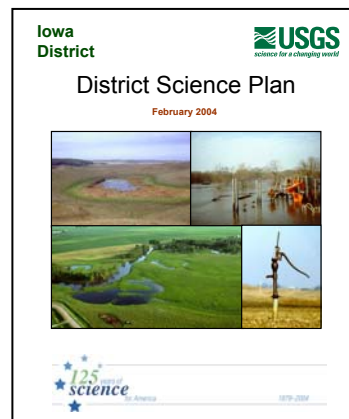 Iowa
District
USGS
science for a changing world
District Science Plan
February 2004
125 years of
science
for America
1879–2004